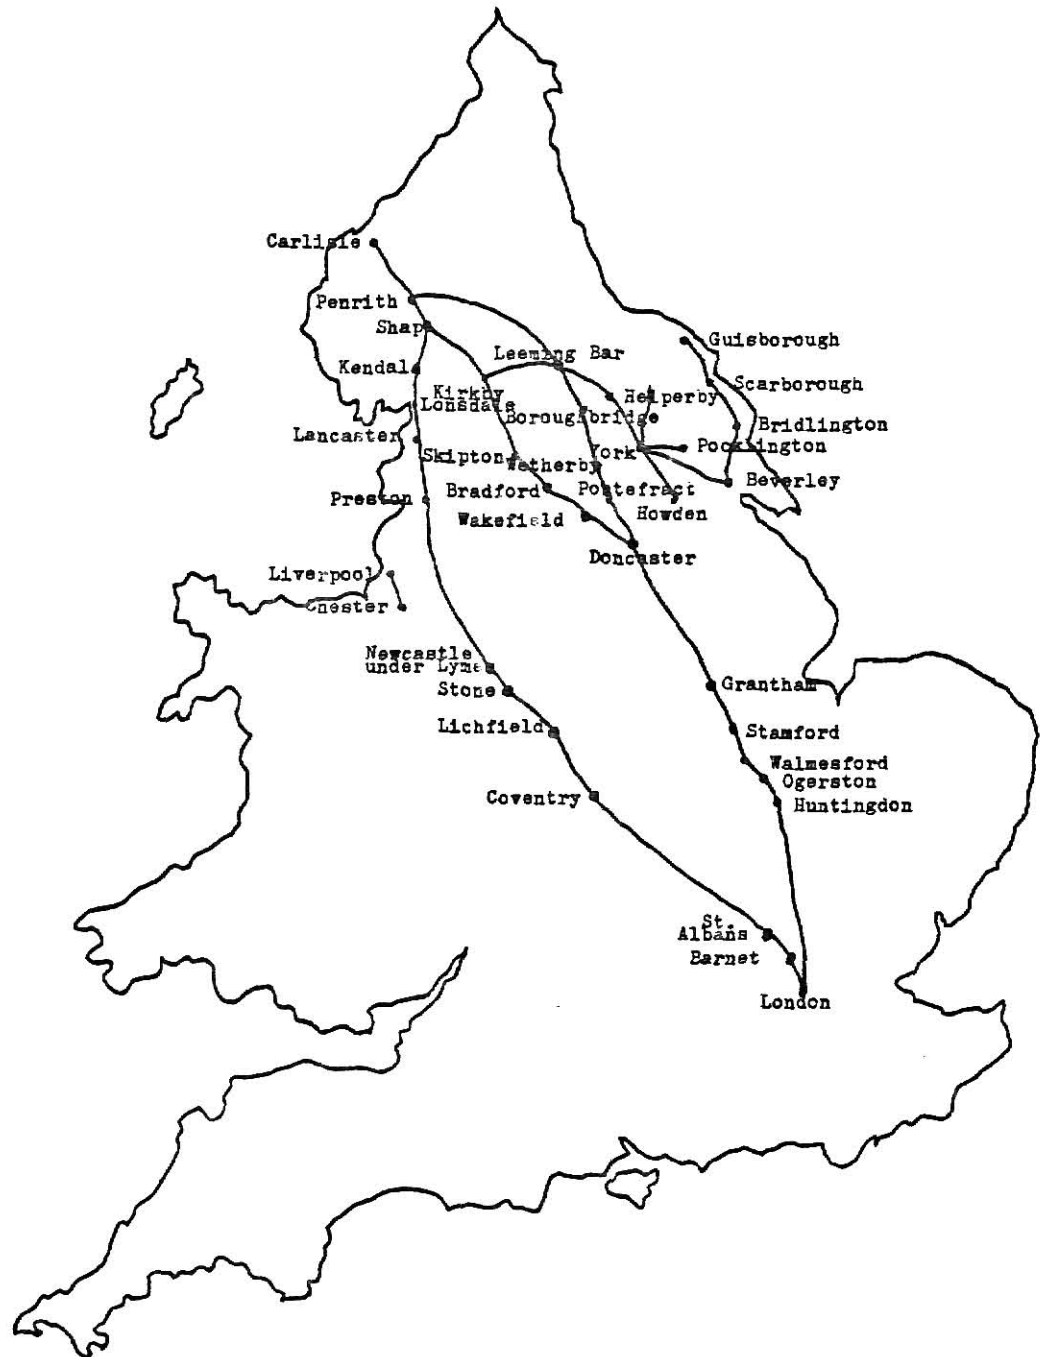 Carlisle
Penrith
Shap
Guisborough
Leeming Bar
Kendal
Scarborough
Kirkby
Lonsdale
Helperby
Boroughbridge
Bridlington
Lancaster
York
Pocklington
Skipton
Wetherby
Beverley
Bradford
Pontefract
Preston
Howden
Wakefield
Doncaster
Liverpool
Chester
Newcastle
under Lyme
Grantham
Stone
Lichfield
Stamford
Walmesford
Ogerston
Coventry
Huntingdon
St.
Albans
Barnet
London